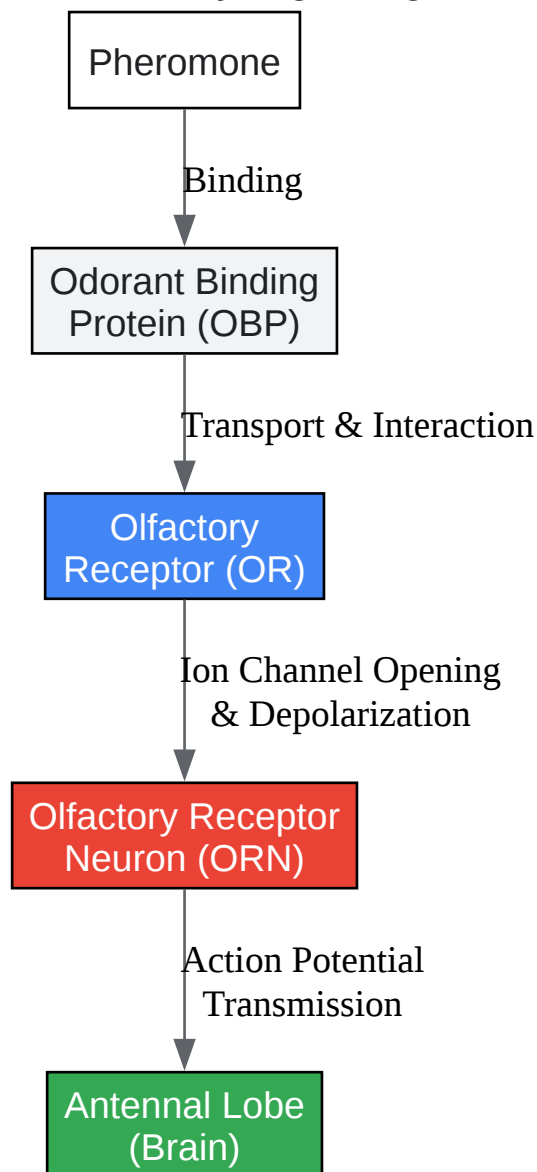 Pheromone
Binding
Odorant Binding
Protein (OBP)
Transport & Interaction
Olfactory
Receptor (OR)
Ion Channel Opening
& Depolarization
Olfactory Receptor
Neuron (ORN)
Action Potential
Transmission
Antennal Lobe
(Brain)